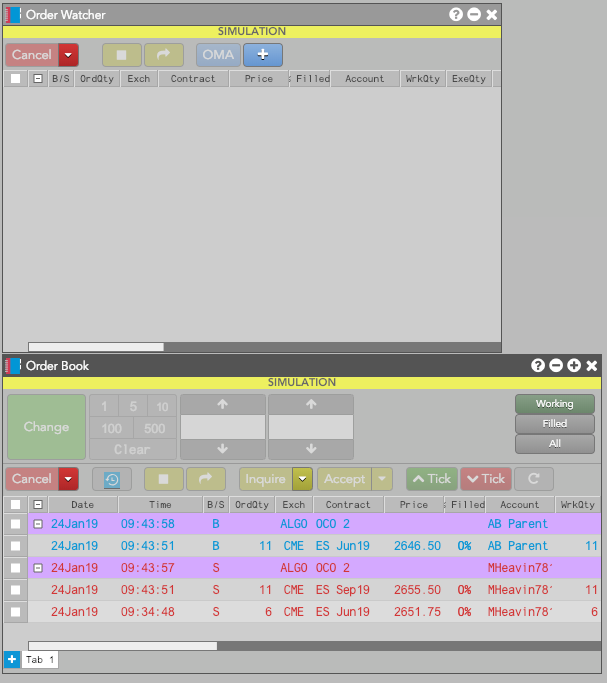 Order Watcher
SIMULATION
Cancel OMA
B/S OrdQty Exch Contract Price Filled Account WrkQty ExeQty
Order Book
SIMULATION
Change 1 5 10 Working
100 500 Filled
Clear All
Cancel Inquire Accept Tick Tick
Date Time B/S OrdQty Exch Contract Price Filled Account WrkQty
24Jan19 09:43:58 B ALGO OCO 2 AB Parent
24Jan19 09:43:51 B 11 CME ES Jun19 2646.50 0% AB Parent 11
24Jan19 09:43:57 S ALGO OCO 2 MHeavin78
24Jan19 09:43:51 S 11 CME ES Sep19 2655.50 0% MHeavin78 11
24Jan19 09:34:48 S 6 CME ES Jun19 2651.75 0% MHeavin78 6
Tab 1